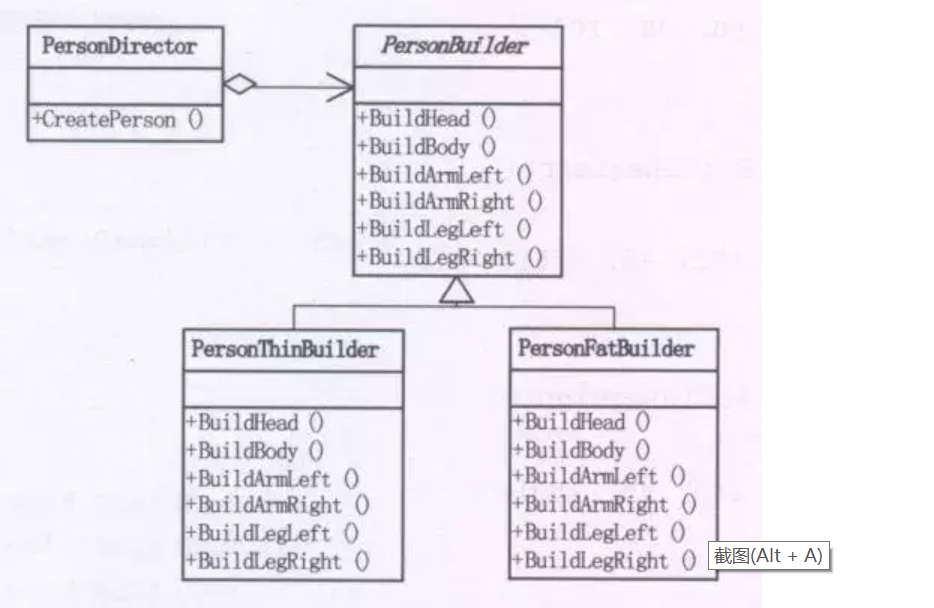 PersonDirector
+CreatePerson ()
PersonBuilder
+BuildHead ()
+BuildBody ()
+BuildArmLeft ()
+BuildArmRight ()
+BuildLegLeft ()
+BuildLegRight ()
PersonThinBuilder
+BuildHead ()
+BuildBody ()
+BuildArmLeft ()
+BuildArmRight ()
+BuildLegLeft ()
+BuildLegRight ()
PersonFatBuilder
+BuildHead ()
+BuildBody ()
+BuildArmLeft ()
+BuildArmRight ()
+BuildLegLeft ()
+BuildLegRight ()
截图(Alt + A)